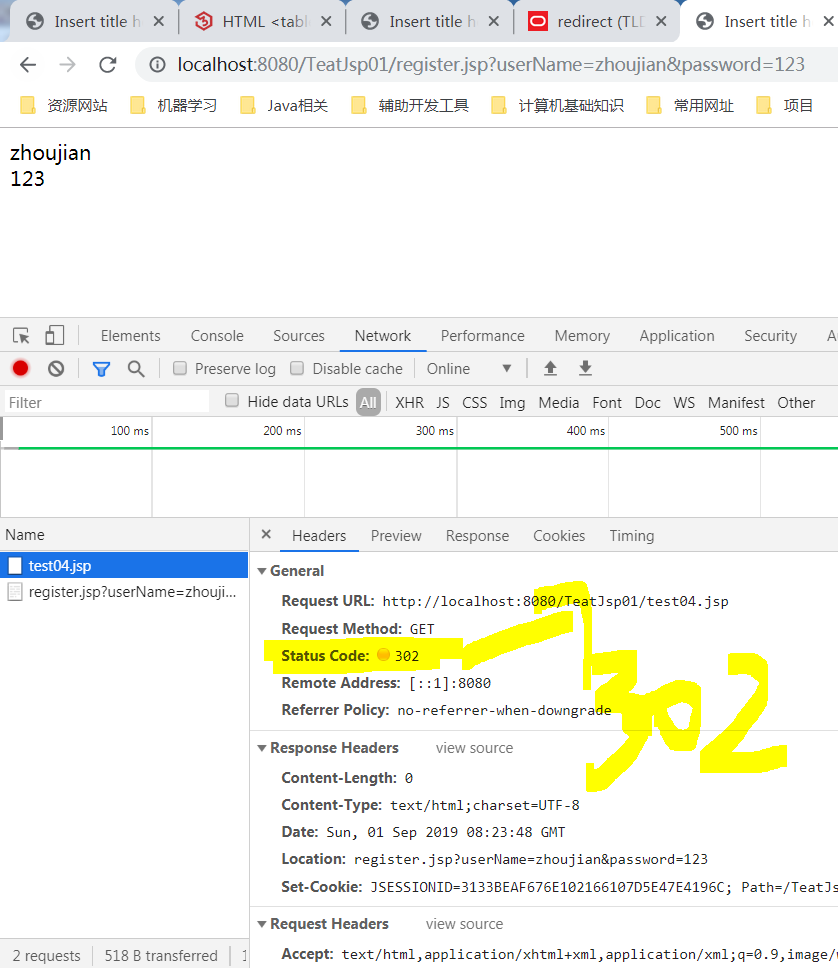 Insert title h HTML <tabl Insert title h redirect (TLD Insert title h
localhost:8080/TeatJsp01/register.jsp?userName=zhoujian&password=123
资源网站 机器学习 Java相关 辅助开发工具 计算机基础知识 常用网址 项目
zhoujian
123
Elements Console Sources Network Performance Memory Application Security A
Preserve log Disable cache Online
Filter Hide data URLs All XHR JS CSS Img Media Font Doc WS Manifest Other
100 ms 200 ms 300 ms 400 ms 500 ms
Name
test04.jsp
register.jsp?userName=zhouji...
Headers Preview Response Cookies Timing
General
Request URL: http://localhost:8080/TeatJsp01/test04.jsp
Request Method: GET
Status Code: 302
302
Remote Address: [::1]:8080
Referrer Policy: no-referrer-when-downgrade
Response Headers view source
Content-Length: 0
Content-Type: text/html;charset=UTF-8
Date: Sun, 01 Sep 2019 08:23:48 GMT
Location: register.jsp?userName=zhoujian&password=123
Set-Cookie: JSESSIONID=3133BEAF676E102166107D5E47E4196C; Path=/TeatJs
Request Headers view source
Accept: text/html,application/xhtml+xml,application/xml;q=0.9,image/
2 requests 518 B transferred